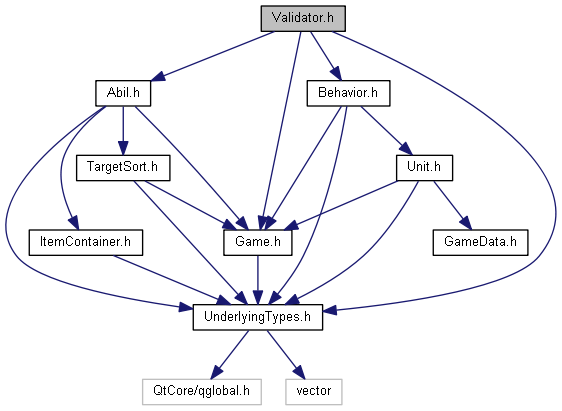 Validator.h
Abil.h
Behavior.h
TargetSort.h
Unit.h
ItemContainer.h
Game.h
GameData.h
UnderlyingTypes.h
QtCore/qglobal.h
vector